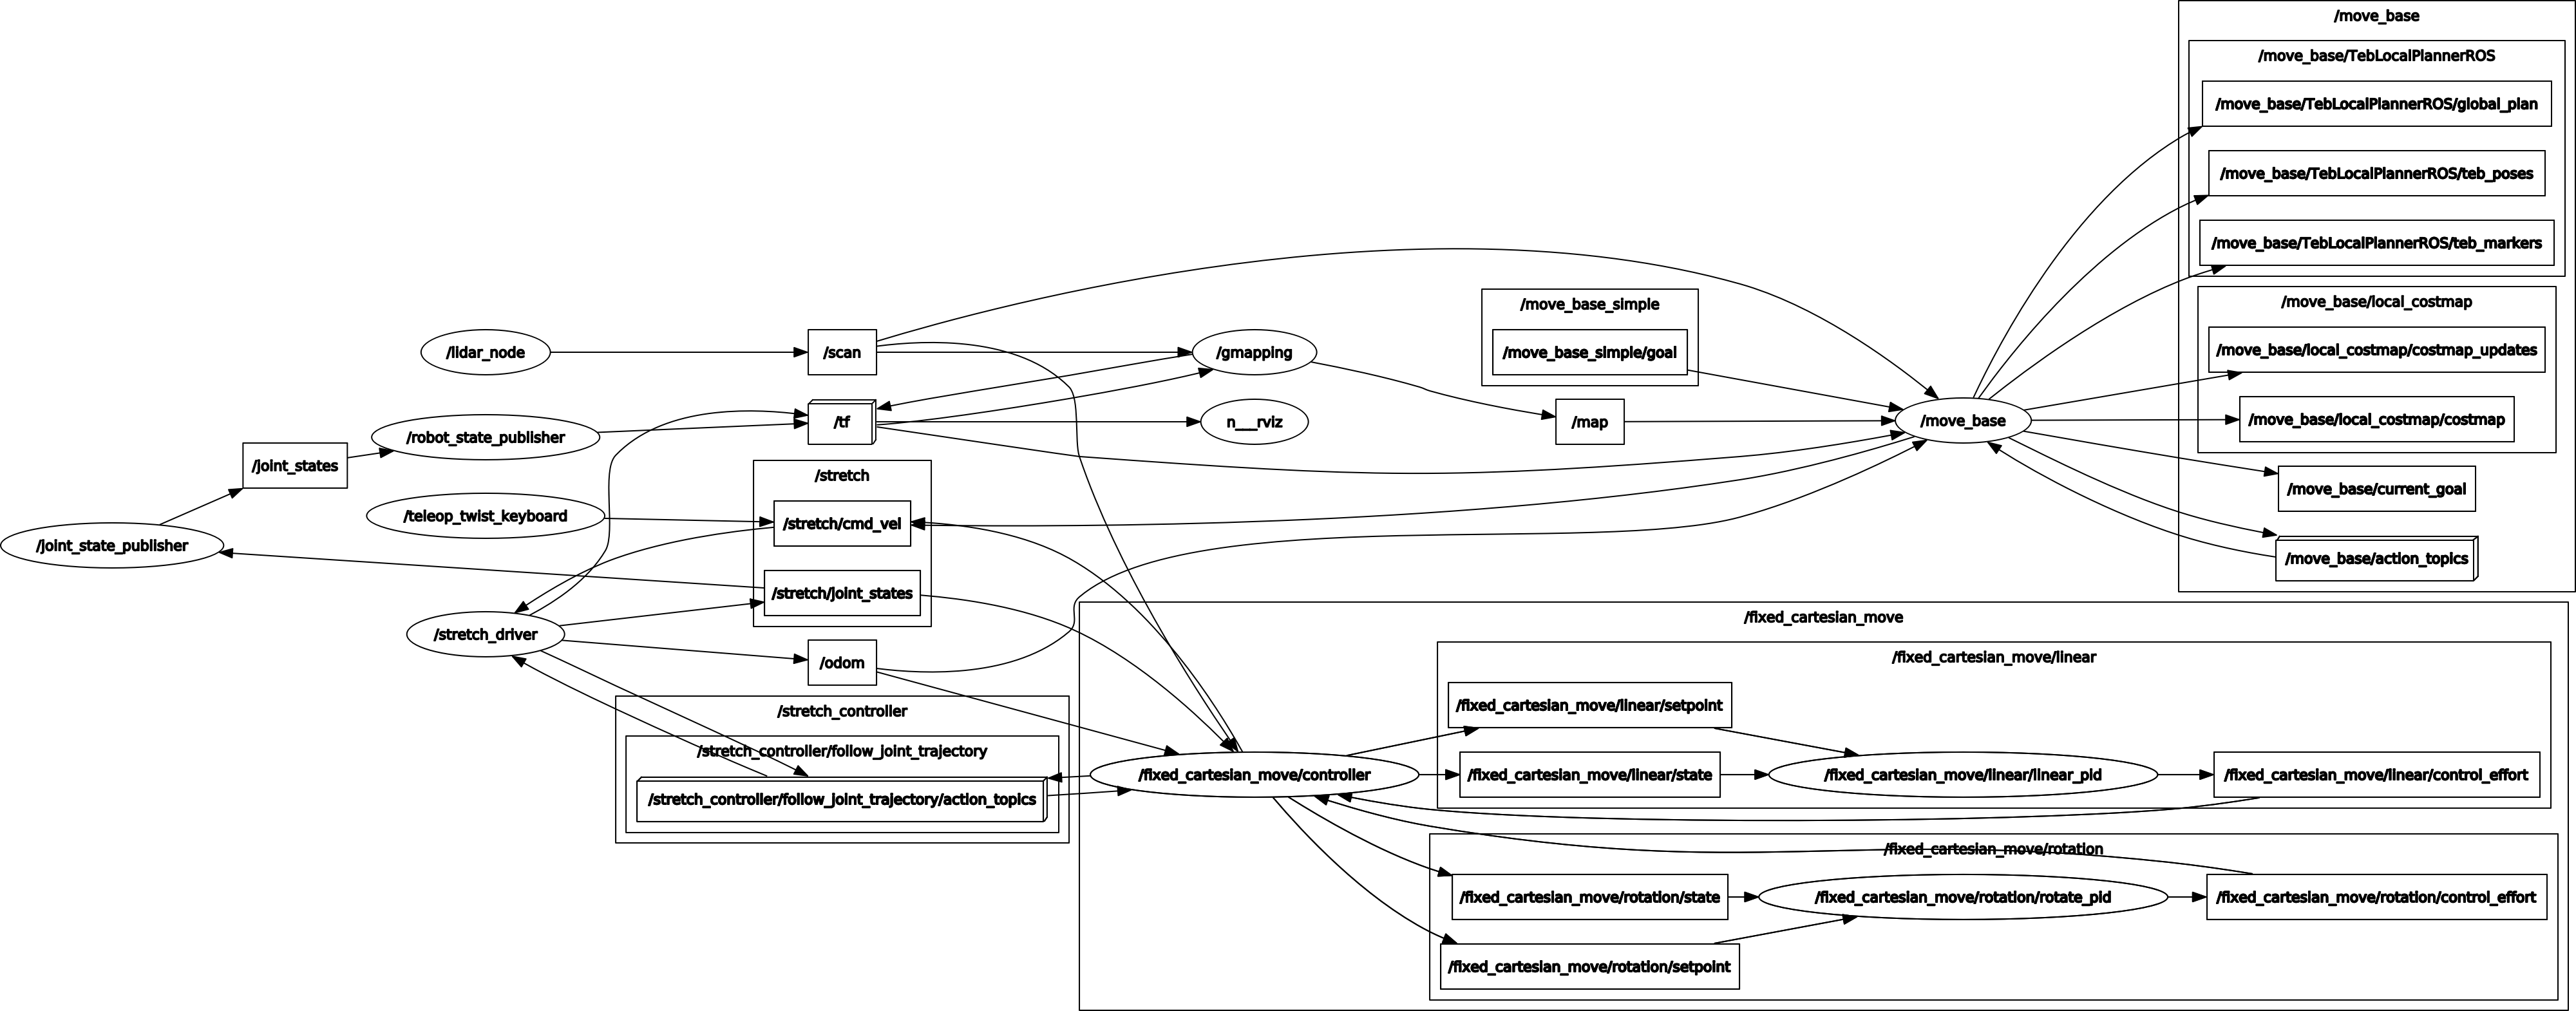 /move_base
/move_base/TebLocalPlannerROS
/move_base/TebLocalPlannerROS/global_plan
/move_base/TebLocalPlannerROS/teb_poses
/move_base/TebLocalPlannerROS/teb_markers
/move_base/local_costmap
/move_base_simple
/move_base/local_costmap/costmap_updates
/lidar_node
/scan
/gmapping
/move_base_simple/goal
/move_base/local_costmap/costmap
/robot_state_publisher
/tf
n___rviz
/map
/move_base
/joint_states
/stretch
/move_base/current_goal
/teleop_twist_keyboard
/stretch/cmd_vel
/joint_state_publisher
/move_base/action_topics
/stretch/joint_states
/fixed_cartesian_move
/stretch_driver
/odom
/fixed_cartesian_move/linear
/stretch_controller
/fixed_cartesian_move/linear/setpoint
/stretch_controller/follow_joint_trajectory
/fixed_cartesian_move/controller
/fixed_cartesian_move/linear/state
/fixed_cartesian_move/linear/linear_pid
/fixed_cartesian_move/linear/control_effort
/stretch_controller/follow_joint_trajectory/action_topics
/fixed_cartesian_move/rotation
/fixed_cartesian_move/rotation/state
/fixed_cartesian_move/rotation/rotate_pid
/fixed_cartesian_move/rotation/control_effort
/fixed_cartesian_move/rotation/setpoint